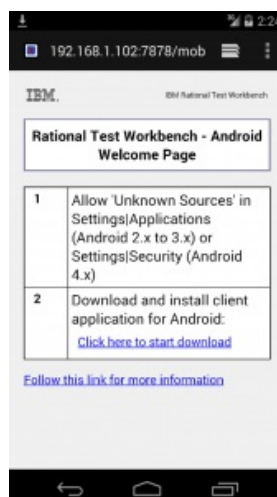 2:24
192.168.1.102:7878/mob
IBM.
IBM Rational Test Workbench
Rational Test Workbench - Android
Welcome Page
1
Allow 'Unknown Sources' in
Settings|Applications
(Android 2.x to 3.x) or
Settings|Security (Android
4.x)
2
Download and install client
application for Android:
Click here to start download
Follow this link for more information